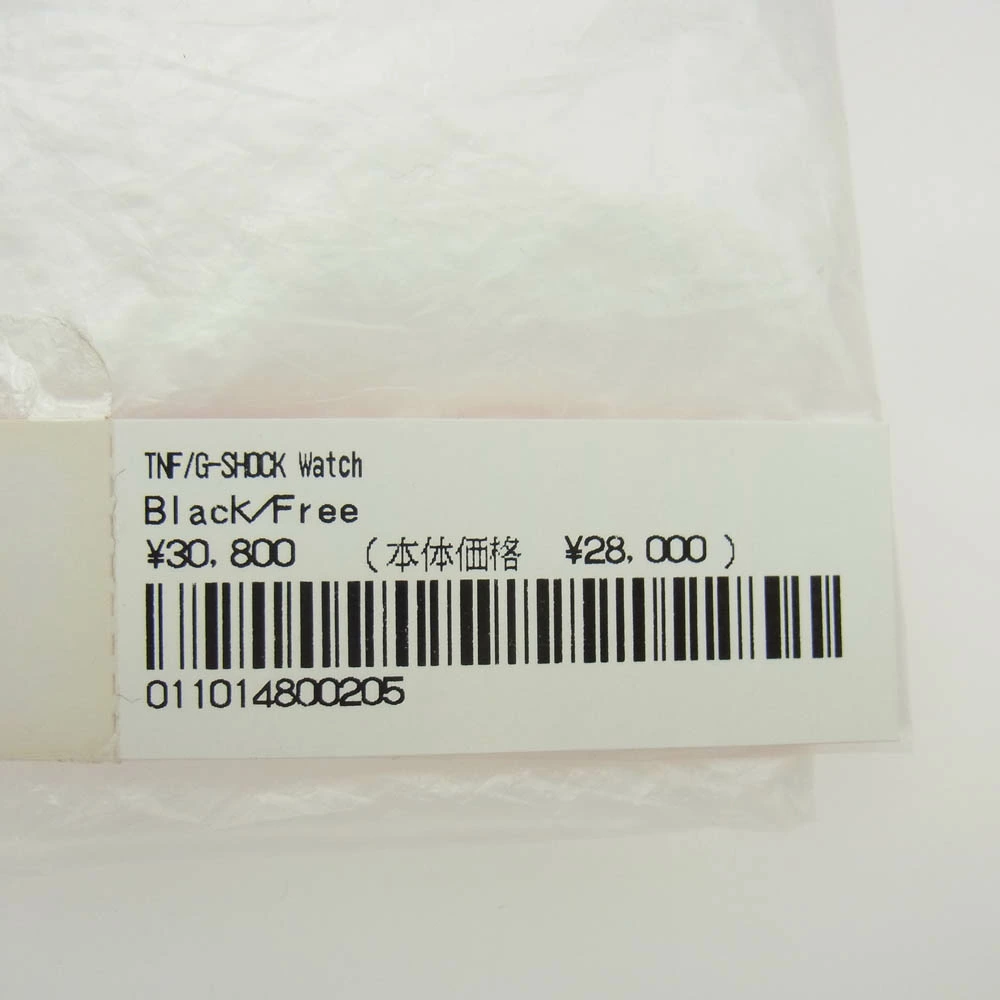 TNF/G-SHOCK Watch
Black/Free
¥30,800 (本体価格 ¥28,000)
011014800205